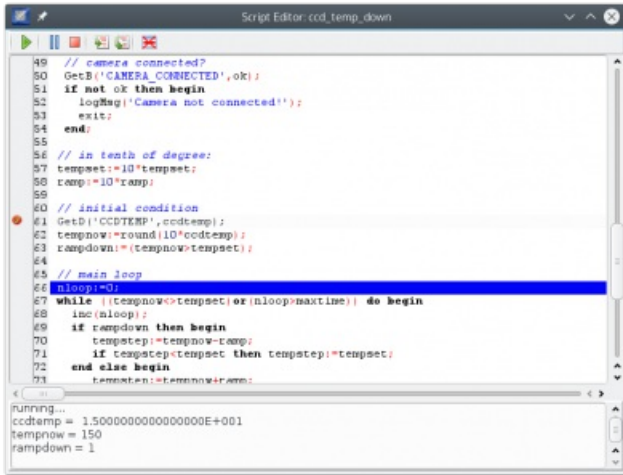 Script Editor: ccd_temp_down
49 // camera connected?
50 GetB('CAMERA_CONNECTED',ok);
51 if not ok then begin
52 logMsg('Camera not connected!');
53 exit;
54 end;
55
56 // in tenth of degree:
57 tempset:=10*tempset;
58 ramp:=10*ramp;
59
60 // initial condition
61 GetD('CCDTEMP',ccdtemp);
62 tempnow:=round(10*ccdtemp);
63 rampdown:=(tempnow>tempset);
64
65 // main loop
66 nloop:=0;
67 while ((tempnow<>tempset)or(nloop>maxtime)) do begin
68 inc(nloop);
69 if rampdown then begin
70 tempstep:=tempnow-ramp;
71 if tempstep<tempset then tempstep:=tempset;
72 end else begin
73 tempstep:=tempnow+ramp;
running...
ccdtemp = 1.5000000000000000E+001
tempnow = 150
rampdown = 1